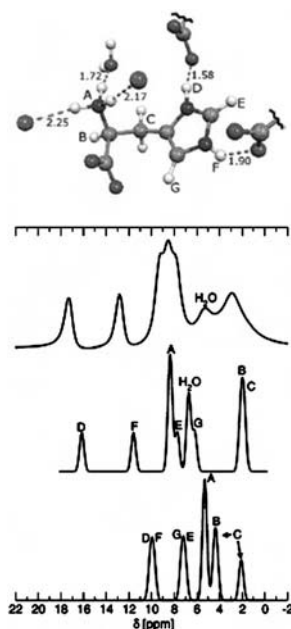 1.72
1.58
A
2.17
D
E
2.25
B
C
1.90
F
G
H₂O
A
H₂O
B
D
F
E
G
C
A
D F
G E
B
C
22 20 18 16 14 12 10 8 6 4 2 0 -2
δ [ppm]